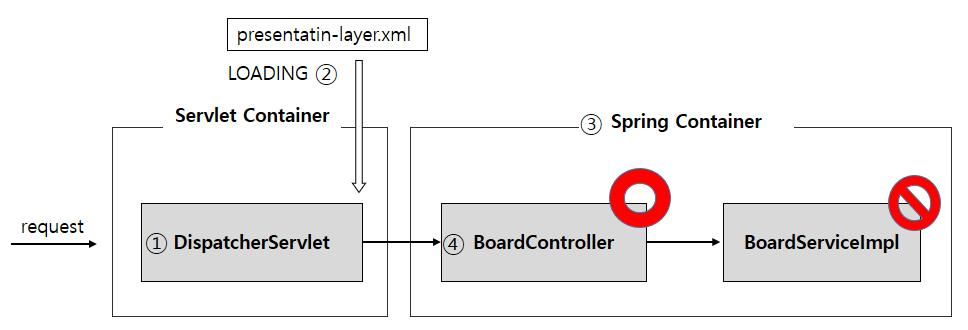 presentatin-layer.xml
LOADING ②
Servlet Container
③ Spring Container
request
① DispatcherServlet
④ BoardController
BoardServiceImpl